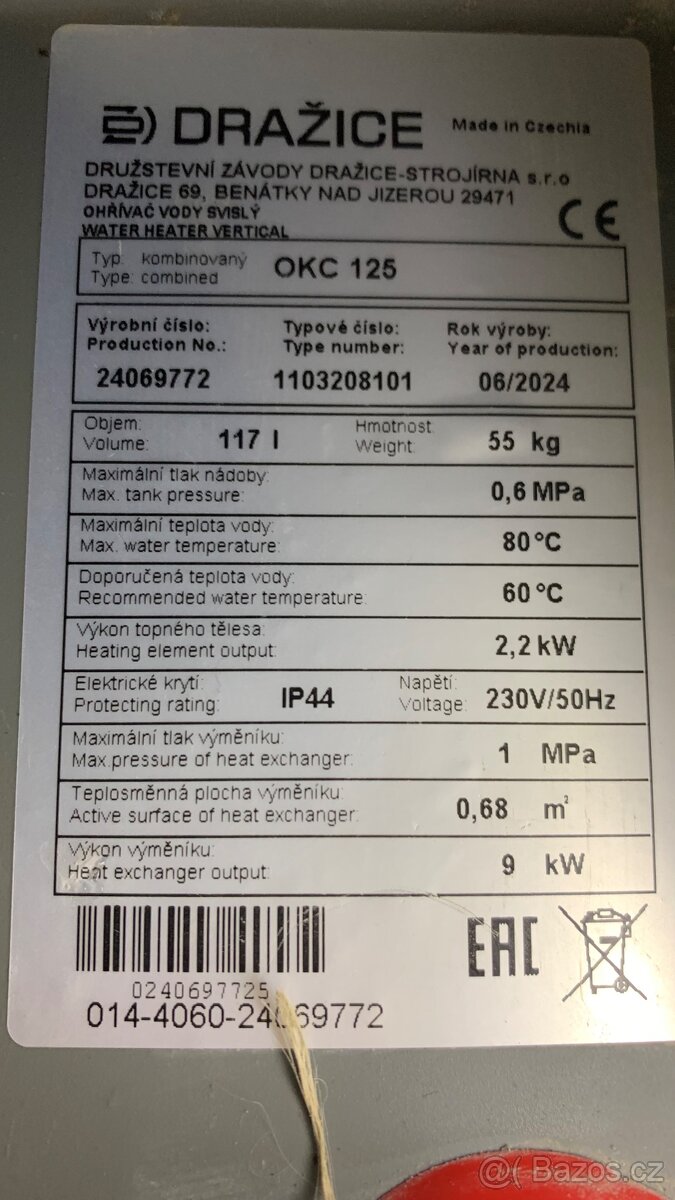 DRAŽICE Made in Czechia
DRUŽSTEVNÍ ZÁVODY DRAŽICE-STROJÍRNA s.r.o
DRAŽICE 69, BENÁTKY NAD JIZEROU 29471
OHŘÍVAČ VODY SVISLÝ
WATER HEATER VERTICAL
CE
Typ: kombinovaný
Type: combined
OKC 125
Výrobní číslo: Typové číslo: Rok výroby:
Production No.: Type number: Year of production:
24069772 1103208101 06/2024
Objem: Hmotnost:
Volume: 117 l Weight: 55 kg
Maximální tlak nádoby:
Max. tank pressure: 0,6 MPa
Maximální teplota vody:
Max. water temperature: 80°C
Doporučená teplota vody:
Recommended water temperature: 60°C
Výkon topného tělesa:
Heating element output: 2,2 kW
Elektrické krytí: Napětí:
Protecting rating: IP44 Voltage: 230V/50Hz
Maximální tlak výměníku:
Max.pressure of heat exchanger: 1 MPa
Teplosměnná plocha výměníku:
Active surface of heat exchanger: 0,68 m²
Výkon výměníku:
Heat exchanger output: 9 kW
EAC
0240697725
014-4060-24069772
@( Bazos.cz